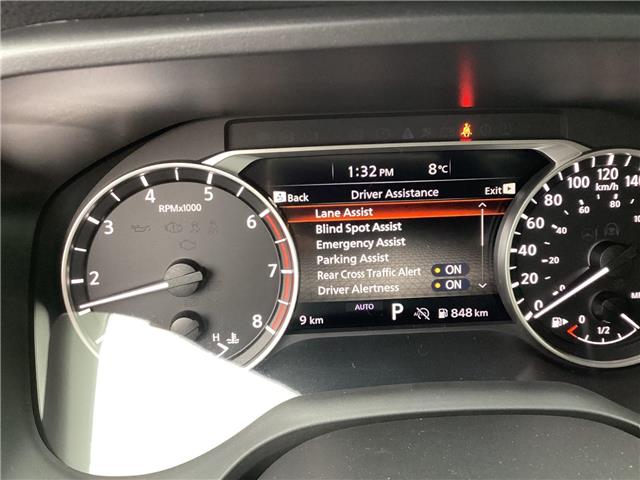 1:32 PM 8°C
Back Driver Assistance Exit
Lane Assist
Blind Spot Assist
Emergency Assist
Parking Assist
Rear Cross Traffic Alert ON
Driver Alertness ON
AUTO
9 km P 848 km
RPMx1000
1 2 3 4 5 6 7 8
H
0 20 40 60 80 100 120 140
km/h
0 1/2